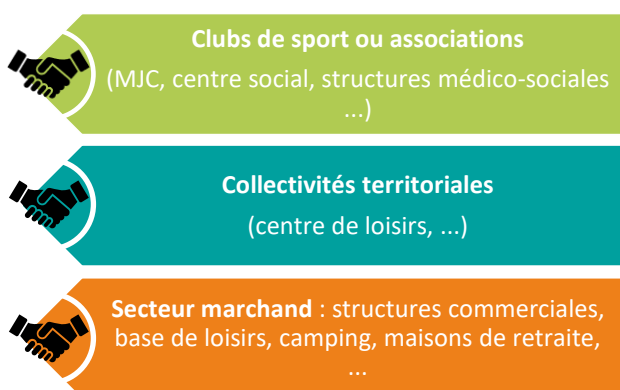 Clubs de sport ou associations
(MJC, centre social, structures médico-sociales
...)
Collectivités territoriales
(centre de loisirs, ...)
Secteur marchand : structures commerciales,
base de loisirs, camping, maisons de retraite,
...